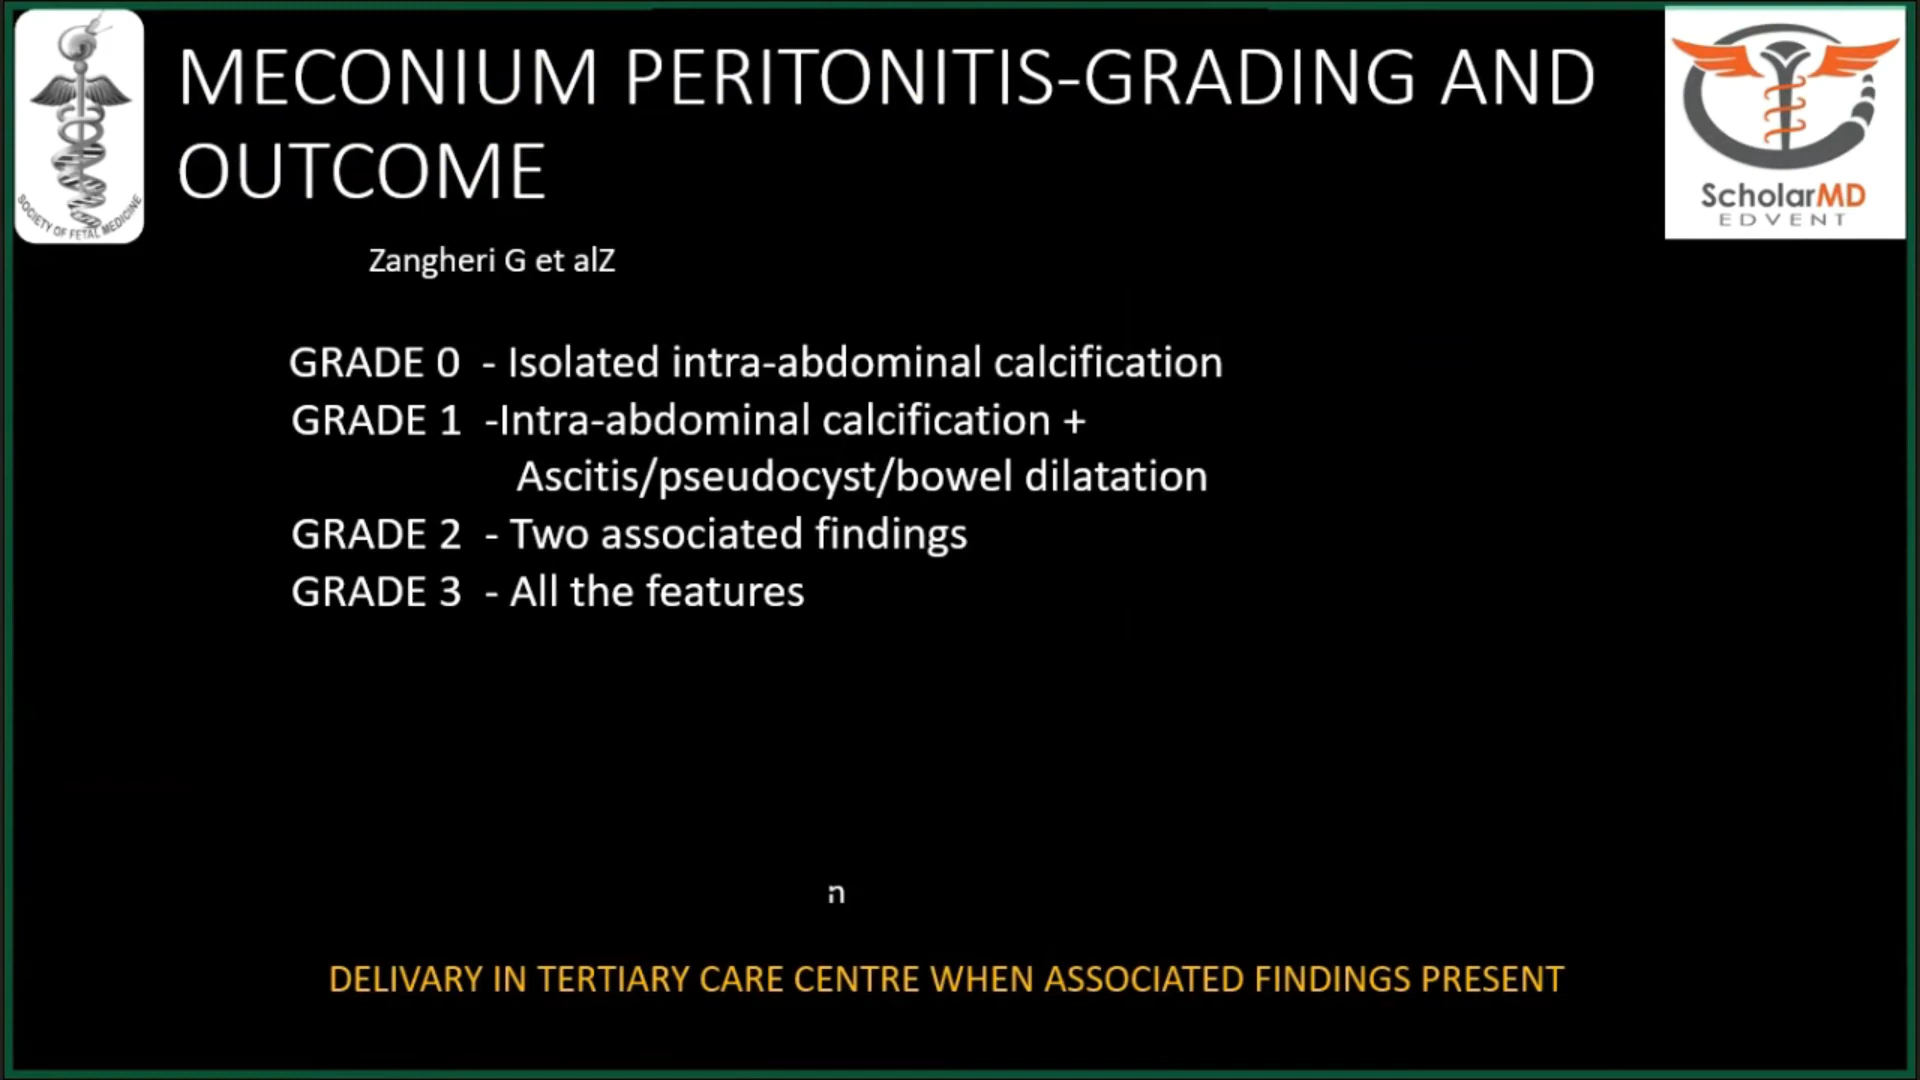 MECONIUM PERITONITIS-GRADING AND
OUTCOME
SOCIETY OF FETAL MEDICINE
ScholarMD
EDVENT
Zangheri G et alZ
GRADE 0 - Isolated intra-abdominal calcification
GRADE 1 -Intra-abdominal calcification +
Ascitis/pseudocyst/bowel dilatation
GRADE 2 - Two associated findings
GRADE 3 - All the features
n
DELIVARY IN TERTIARY CARE CENTRE WHEN ASSOCIATED FINDINGS PRESENT